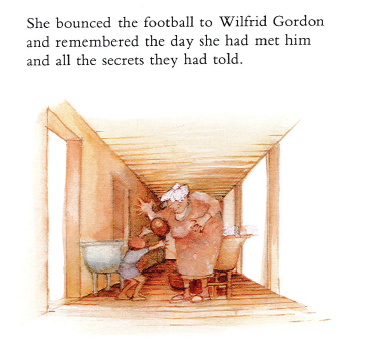 She bounced the football to Wilfrid Gordon
and remembered the day she had met him
and all the secrets they had told.